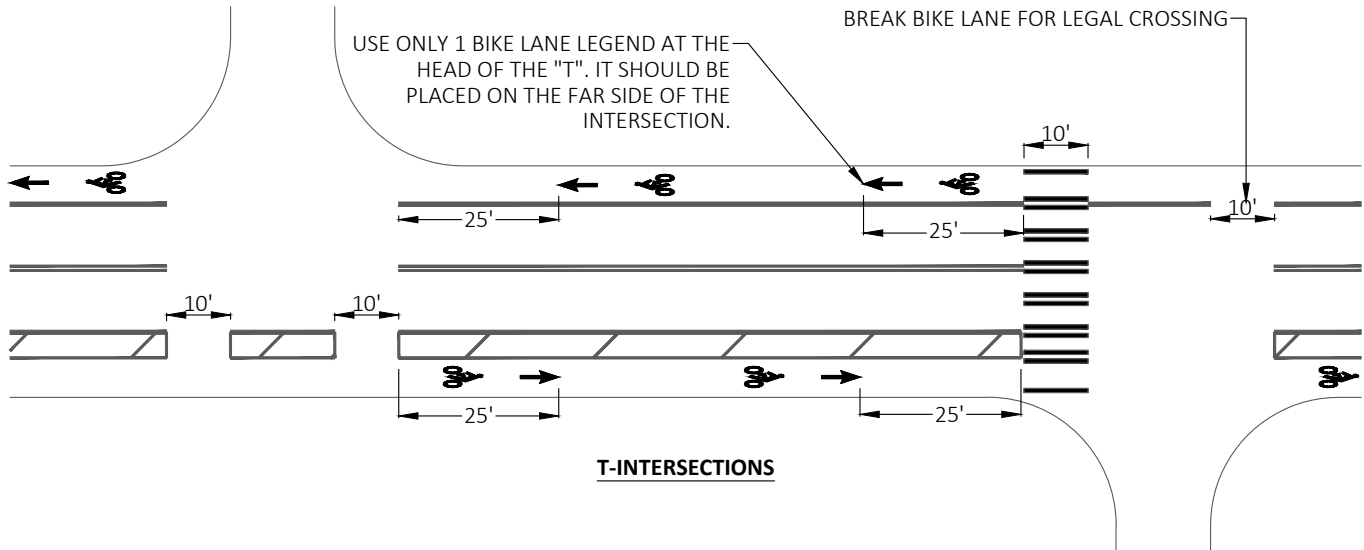 BREAK BIKE LANE FOR LEGAL CROSSING
USE ONLY 1 BIKE LANE LEGEND AT THE
HEAD OF THE "T". IT SHOULD BE
PLACED ON THE FAR SIDE OF THE
INTERSECTION.
10'
25'
25'
10'
10'
10'
25'
25'
T-INTERSECTIONS